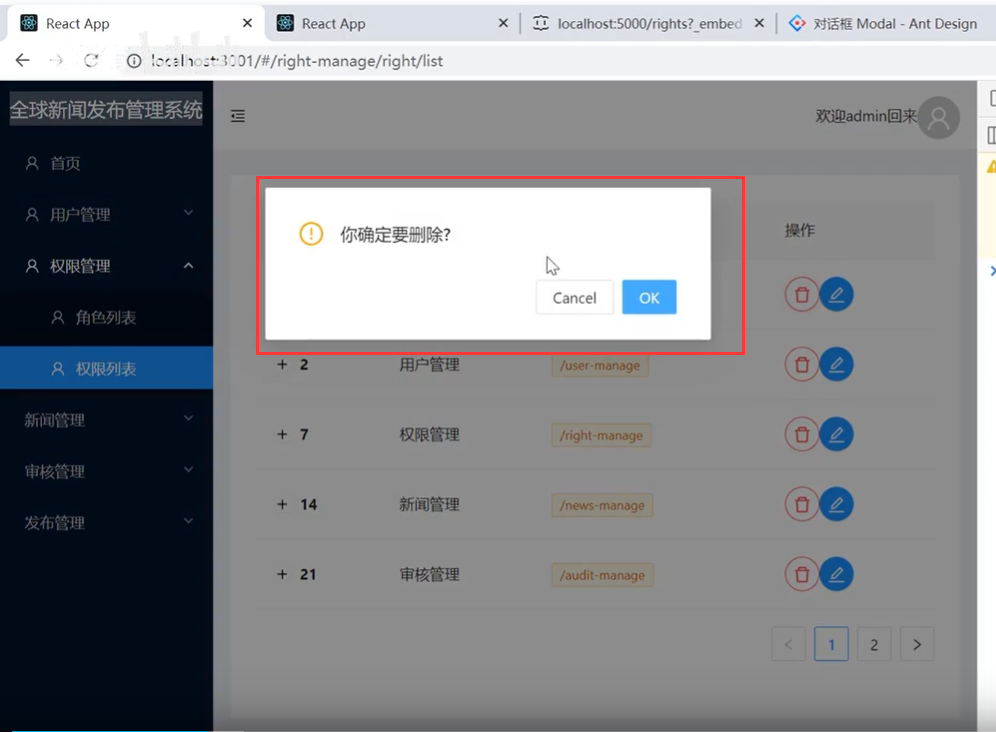 React App
React App
localhost:5000/rights?_embed
对话框 Modal - Ant Design
localhost:3001/#/right-manage/right/list
全球新闻发布管理系统
欢迎admin回来
首页
用户管理
权限管理
角色列表
权限列表
新闻管理
审核管理
发布管理
你确定要删除?
Cancel
OK
操作
+ 2 用户管理 /user-manage
+ 7 权限管理 /right-manage
+ 14 新闻管理 /news-manage
+ 21 审核管理 /audit-manage
< 1 2 >